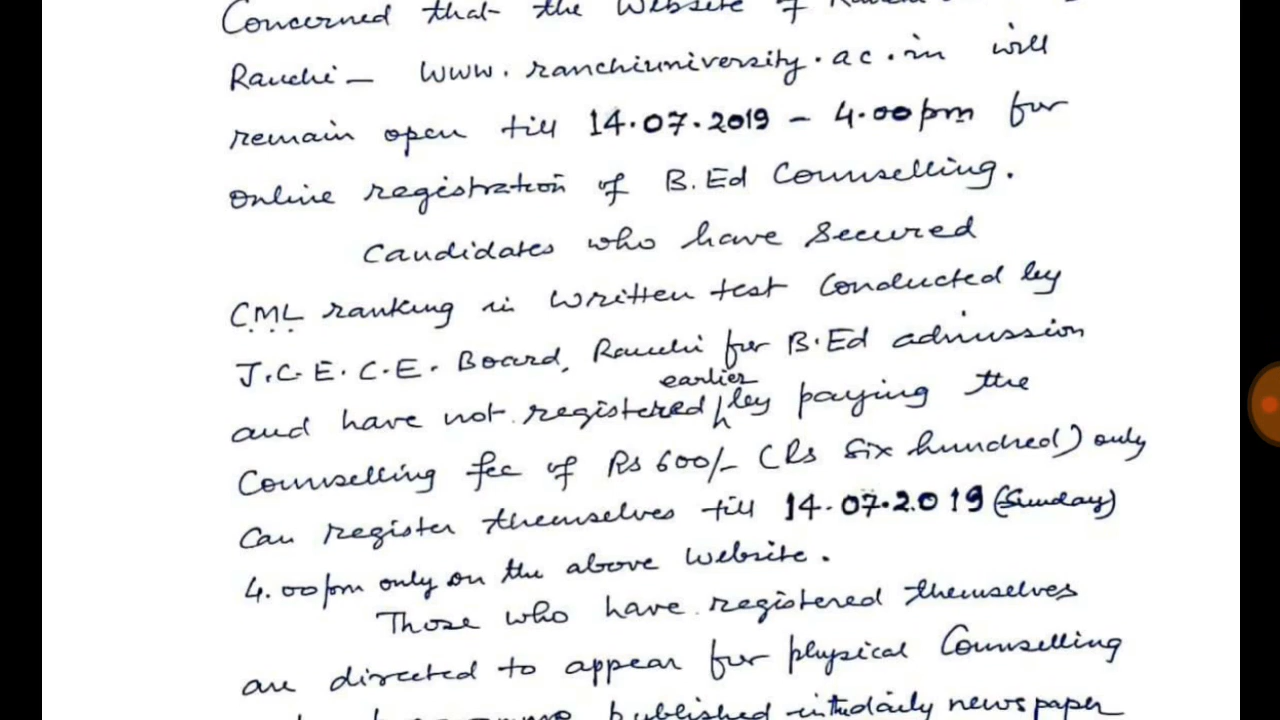 Concerned that the Website of
Ranchi - www.ranchiuniversity.ac.in will
remain open till 14.07.2019 - 4.00pm for
online registration of B.Ed Counselling.
Candidates who have Secured
CML ranking in written test Conducted by
J.C.E.C.E. Board, Ranchi for B.Ed admission
earlier
and have not registered by paying the
Counselling fee of Rs 600/- (Rs Six hundred) only
Can register themselves till 14.07.2019 (Sunday)
4.00pm only on the above Website.
Those who have registered themselves
are directed to appear for physical Counselling
published in the daily newspaper